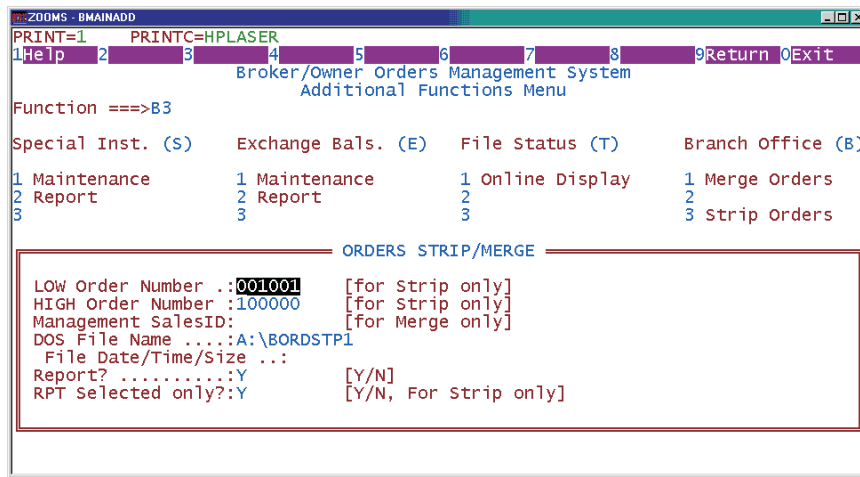 ZOOMS - BMAINADD
PRINT=1 PRINTC=HPLASER
1Help 2 3 4 5 6 7 8 9Return 0Exit
Broker/Owner Orders Management System
Additional Functions Menu
Function ===>B3
Special Inst. (S) Exchange Bals. (E) File Status (T) Branch Office (B)
1 Maintenance 1 Maintenance 1 Online Display 1 Merge Orders
2 Report 2 Report 2 2
3 3 3 3 Strip Orders
ORDERS STRIP/MERGE
LOW Order Number .:001001 [for Strip only]
HIGH Order Number :100000 [for Strip only]
Management SalesID: [for Merge only]
DOS File Name ....:A:\BORDSTP1
File Date/Time/Size ..:
Report? ..........:Y [Y/N]
RPT Selected only?:Y [Y/N, For Strip only]